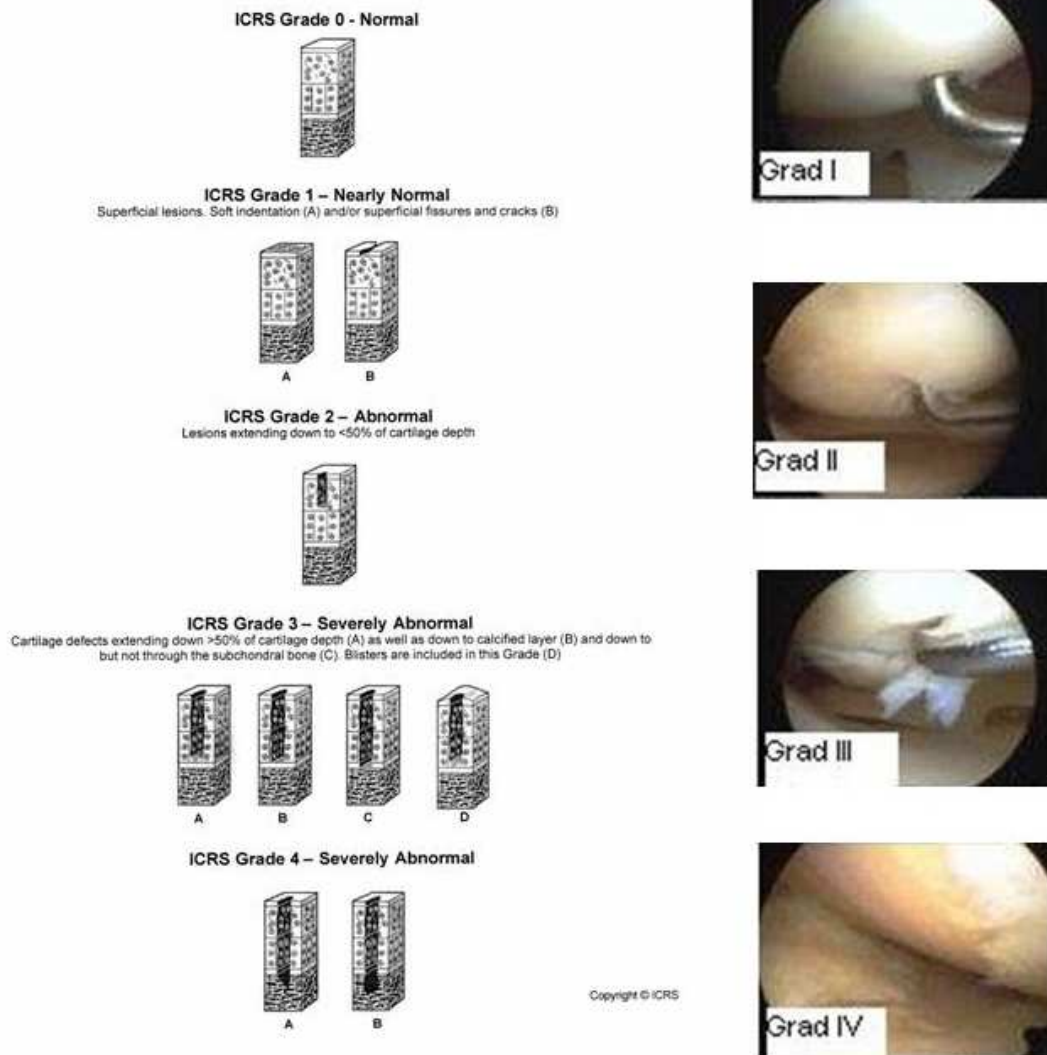 ICRS Grade 0 - Normal
ICRS Grade 1 – Nearly Normal
Superficial lesions. Soft indentation (A) and/or superficial fissures and cracks (B)
A B
ICRS Grade 2 – Abnormal
Lesions extending down to <50% of cartilage depth
ICRS Grade 3 – Severely Abnormal
Cartilage defects extending down >50% of cartilage depth (A) as well as down to calcified layer (B) and down to
but not through the subchondral bone (C). Blisters are included in this Grade (D)
A B C D
ICRS Grade 4 – Severely Abnormal
A B
Copyright © ICRS
Grad I
Grad II
Grad III
Grad IV